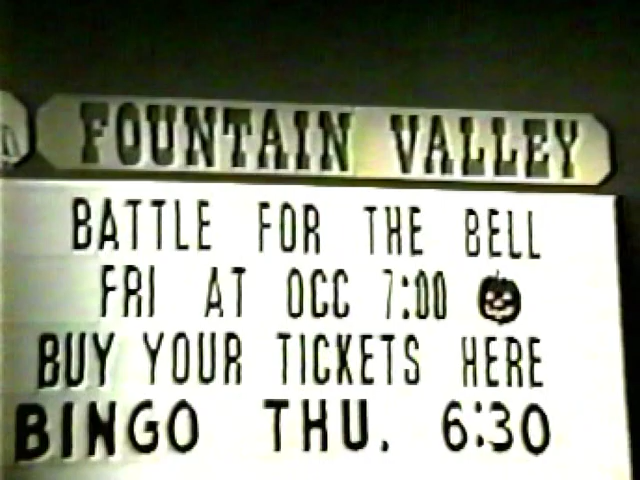 FOUNTAIN VALLEY
BATTLE FOR THE BELL
FRI AT OCC 7:00
BUY YOUR TICKETS HERE
BINGO THU. 6:30